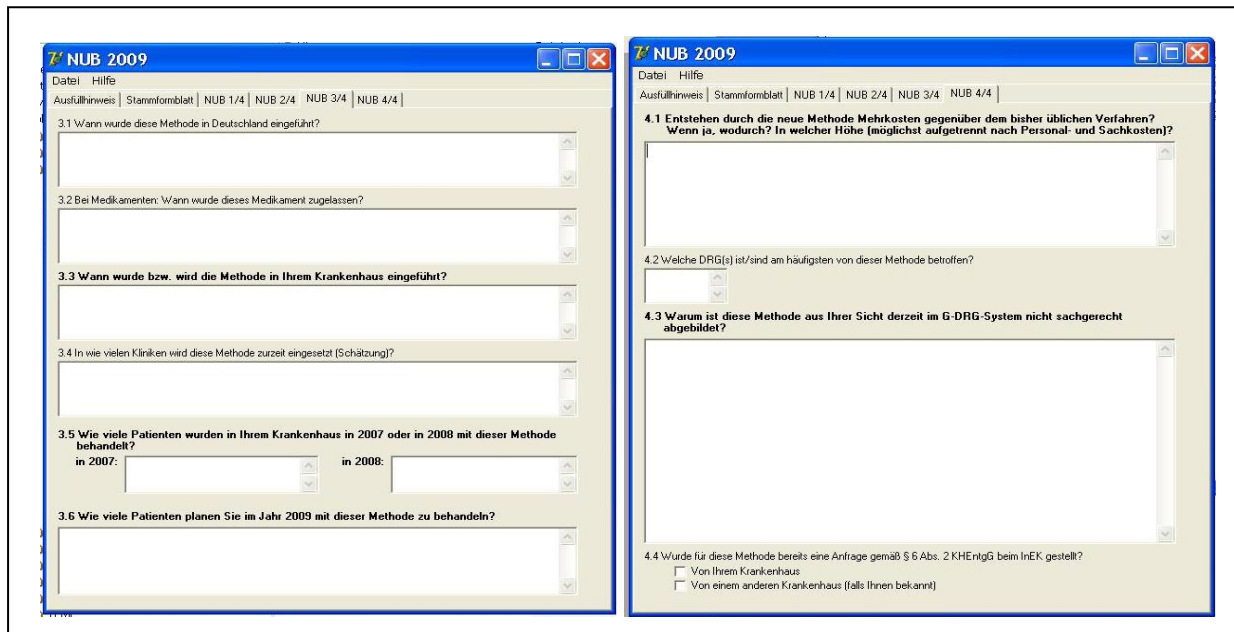 NUB 2009
Datei Hilfe
Ausfüllhinweis Stammformblatt NUB 1/4 NUB 2/4 NUB 3/4 NUB 4/4
3.1 Wann wurde diese Methode in Deutschland eingeführt?
3.2 Bei Medikamenten: Wann wurde dieses Medikament zugelassen?
3.3 Wann wurde bzw. wird die Methode in Ihrem Krankenhaus eingeführt?
3.4 In wie vielen Kliniken wird diese Methode zurzeit eingesetzt (Schätzung)?
3.5 Wie viele Patienten wurden in Ihrem Krankenhaus in 2007 oder in 2008 mit dieser Methode
behandelt?
in 2007: in 2008:
3.6 Wie viele Patienten planen Sie im Jahr 2009 mit dieser Methode zu behandeln?
NUB 2009
Datei Hilfe
Ausfüllhinweis Stammformblatt NUB 1/4 NUB 2/4 NUB 3/4 NUB 4/4
4.1 Entstehen durch die neue Methode Mehrkosten gegenüber dem bisher üblichen Verfahren?
Wenn ja, wodurch? In welcher Höhe (möglichst aufgetrennt nach Personal- und Sachkosten)?
4.2 Welche DRG(s) ist/sind am häufigsten von dieser Methode betroffen?
4.3 Warum ist diese Methode aus Ihrer Sicht derzeit im G-DRG-System nicht sachgerecht
abgebildet?
4.4 Wurde für diese Methode bereits eine Anfrage gemäß § 6 Abs. 2 KHEntgG beim InEK gestellt?
Von Ihrem Krankenhaus
Von einem anderen Krankenhaus (falls Ihnen bekannt)